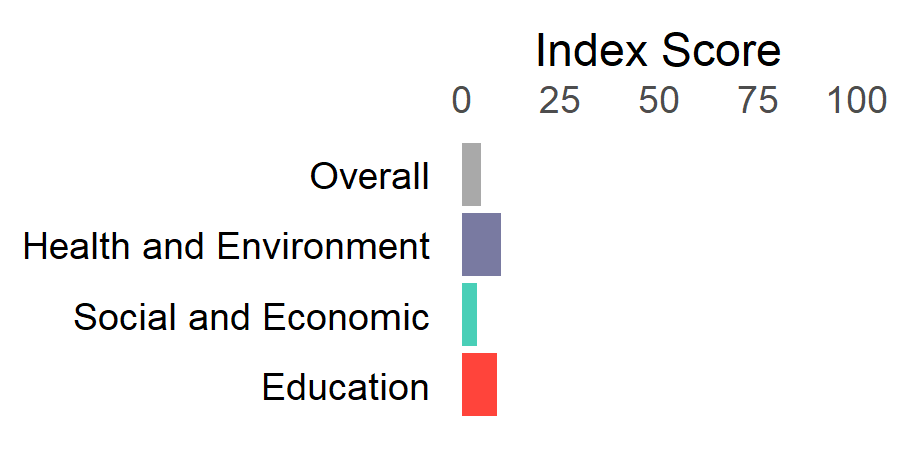 Index Score
0 25 50 75 100
Overall
Health and Environment
Social and Economic
Education